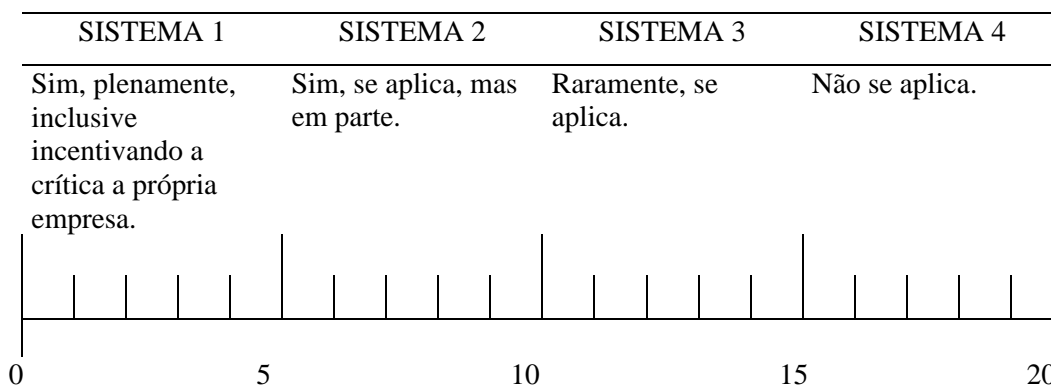 SISTEMA 1 SISTEMA 2 SISTEMA 3 SISTEMA 4
Sim, plenamente,
inclusive
incentivando a
crítica a própria
empresa.
Sim, se aplica, mas
em parte.
Raramente, se
aplica.
Não se aplica.
0 5 10 15 20